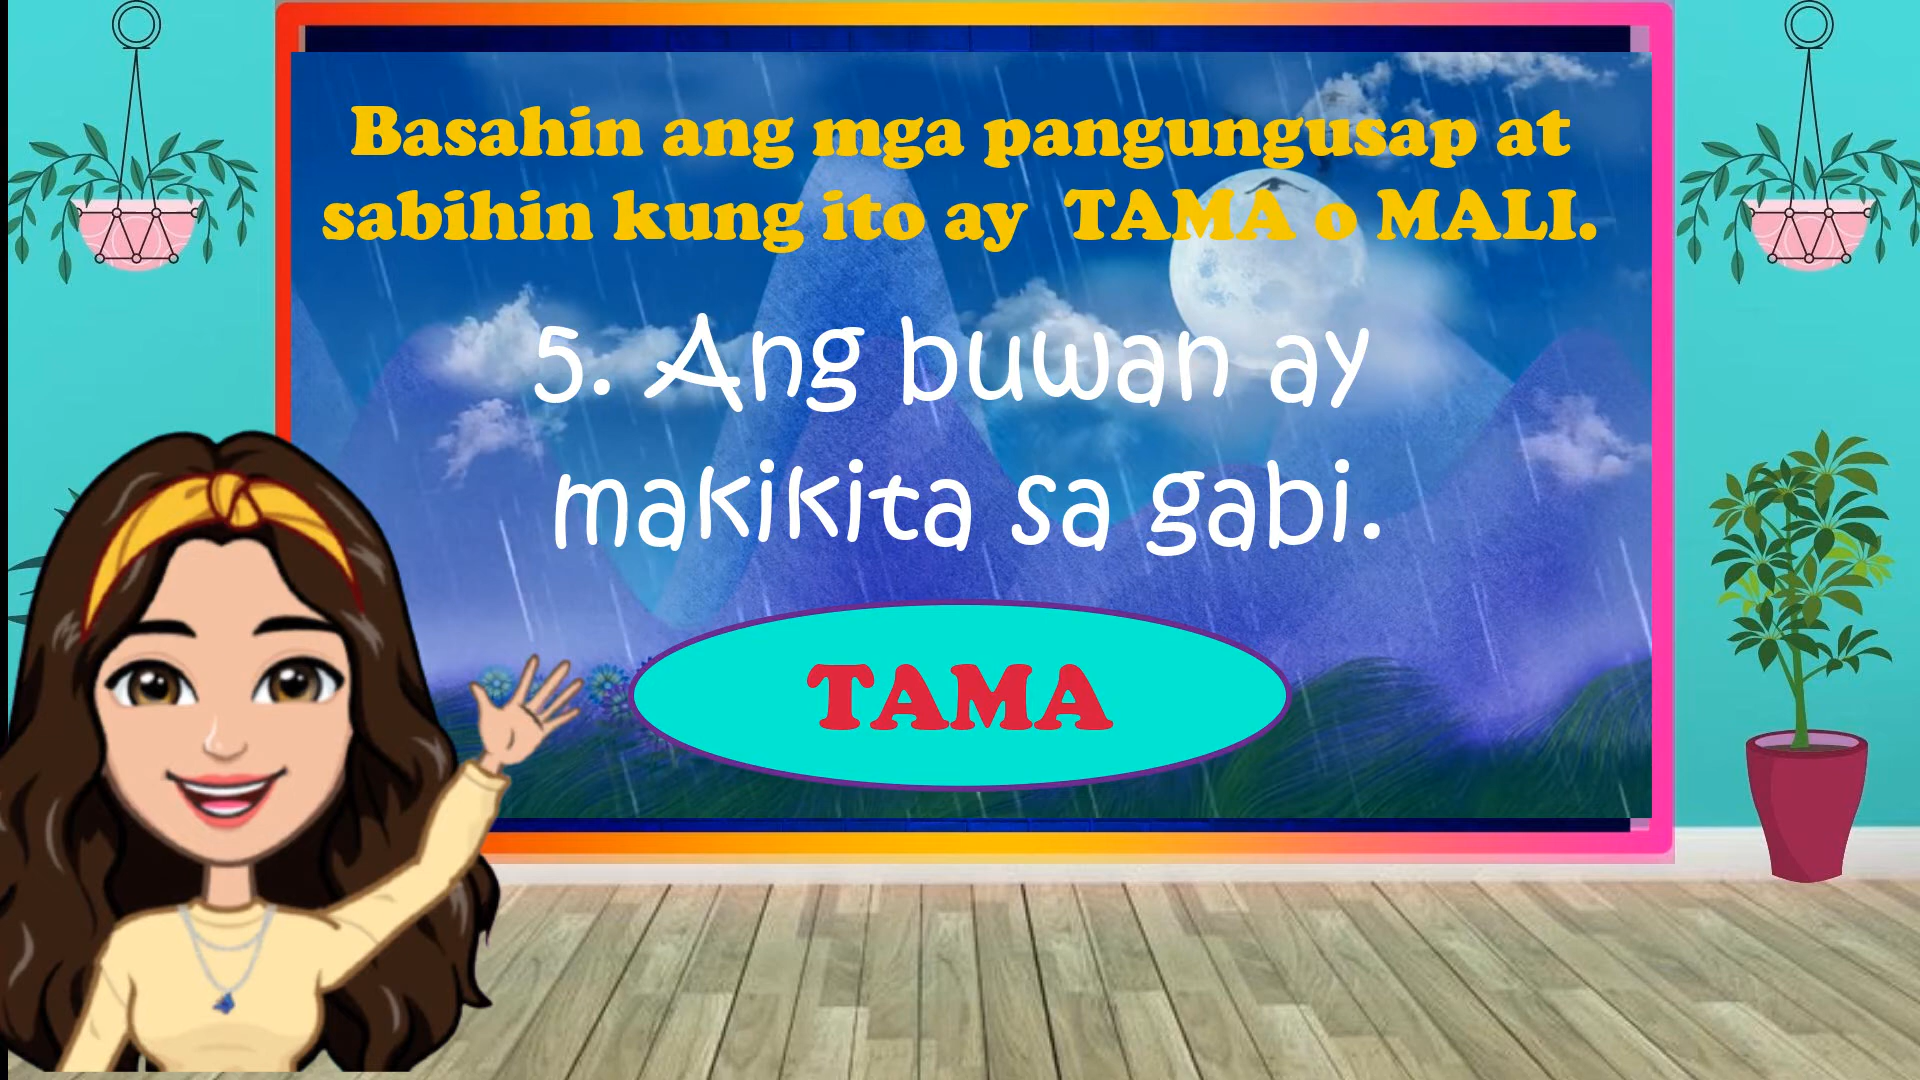 Basahin ang mga pangungusap at
sabihin kung ito ay TAMA o MALI.
5. Ang buwan ay
makikita sa gabi.
TAMA